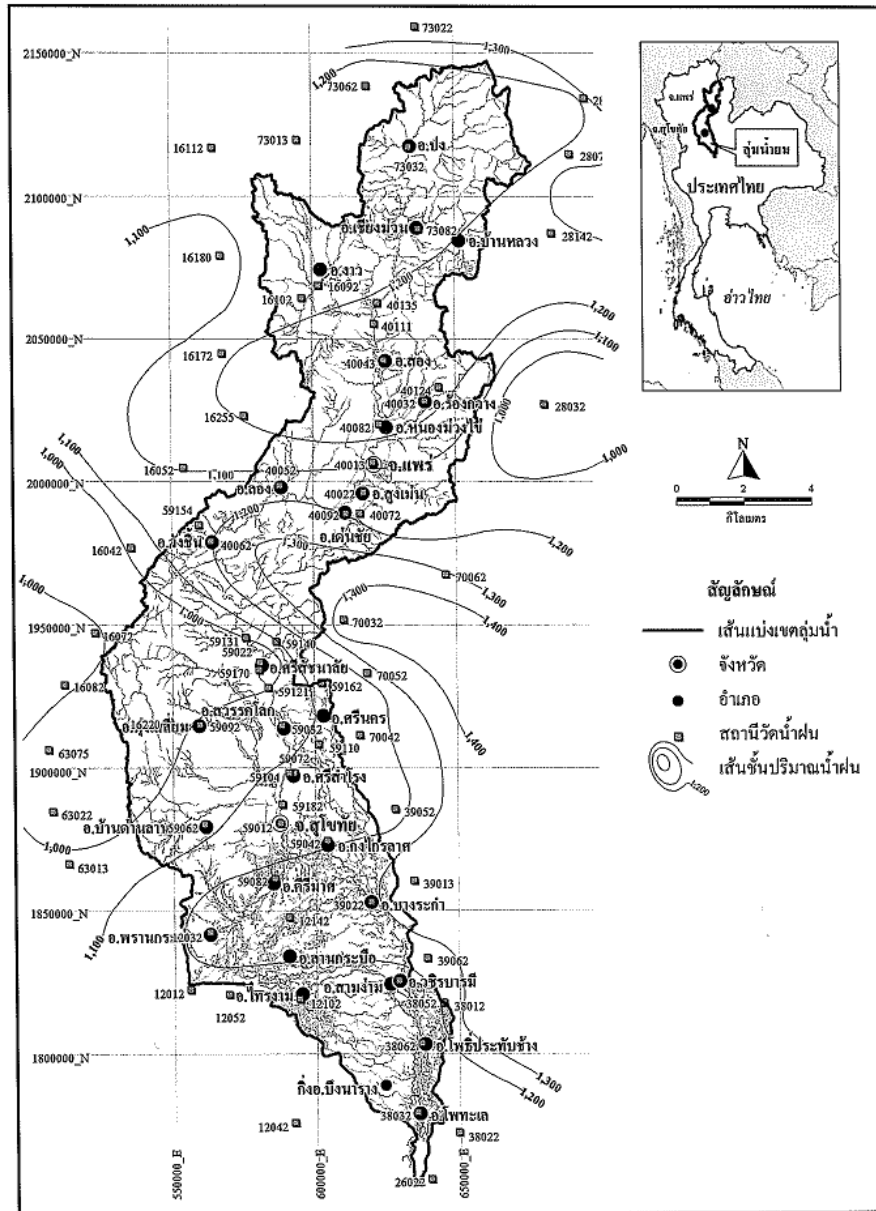 73022
2150000_N
1,300
1,200
73062
28
จ.แพร่
จ.สุโขทัย
ลุ่มน้ำยม
ประเทศไทย
อ่าวไทย
73013
16112
อ.ปง
73032
2807
2100000_N
1,100
อ.เชียงม่วน
73082
อ.บ้านหลวง
28142
16180
อ.งาว
16092
1,200
16102
40135
40111
1,200
2050000_N
1,100
16172
40043
อ.สอง
40124
40032
อ.ร้องกวาง
1,000
28032
16255
40082
อ.หนองม่วงไข่
1,000
1,100
1,000
16052
1,100
40052
40013
อ.แพร่
2000000_N
อ.ลอง
40022
อ.สูงเม่น
59154
1,200
40092
40072
อ.เด่นชัย
16042
อ.วังชิ้น
40062
1,300
1,200
70062
1,300
1,000
1,400
1,400
1,000
70032
1950000_N
16072
59131
59140
59022
อ.ศรีสัชนาลัย
59170
70052
16082
59121
59162
อ.สวรรคโลก
อ.ศรีนคร
16220
59092
59052
1,400
70042
63075
59110
59072
1900000_N
59104
อ.ศรีสำโรง
59182
39052
63022
อ.บ้านด่านลาน
59062
59012
จ.สุโขทัย
1,000
59042
อ.กงไกรลาศ
63013
59082
อ.คีรีมาศ
39013
1850000_N
39022
อ.บางระกำ
12142
1,100
อ.พรานกระ
12032
อ.ลานกระบือ
39062
12012
อ.วชิรบารมี
อ.สามง่าม
12052
อ.ไทรงาม
12102
38052
38012
38062
อ.โพธิ์ประทับช้าง
1800000_N
1,300
1,200
กิ่งอ.บึงนาราง
38032
อ.โพทะเล
12042
38022
26022
550000_E
600000_E
650000_E
N
0 2 4
กิโลเมตร
สัญลักษณ์
เส้นแบ่งเขตลุ่มน้ำ
จังหวัด
อำเภอ
สถานีวัดน้ำฝน
เส้นชั้นปริมาณน้ำฝน
1,200